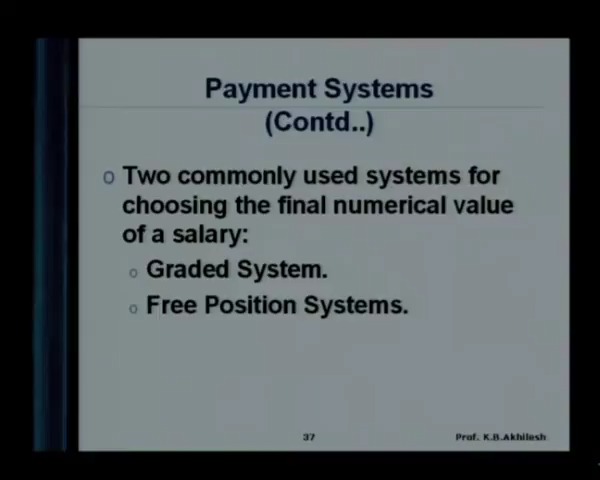 Payment Systems
(Contd..)
o Two commonly used systems for
choosing the final numerical value
of a salary:
o Graded System.
o Free Position Systems.
37
Prof. K.B.Akhilesh